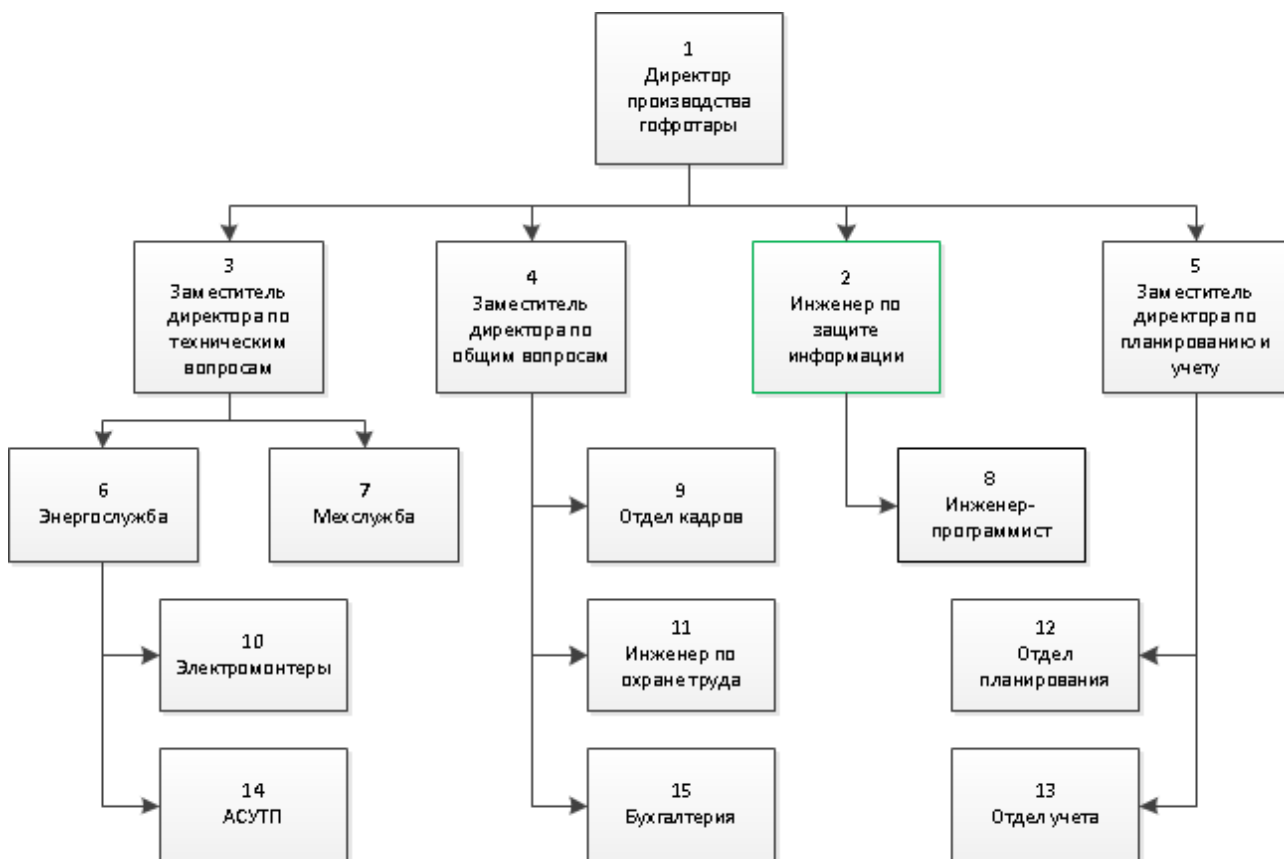 1
Директор
производства
гофротары
3
Заместитель
директора по
техническим
вопросам
4
Заместитель
директора по
общим вопросам
2
Инженер по
защите
информации
5
Заместитель
директора по
планированию и
учету
6
Энергослужба
7
Мехслужба
9
Отдел кадров
8
Инженер-
программист
10
Электромонтеры
11
Инженер по
охране труда
12
Отдел
планирования
14
АСУТП
15
Бухгалтерия
13
Отдел учета